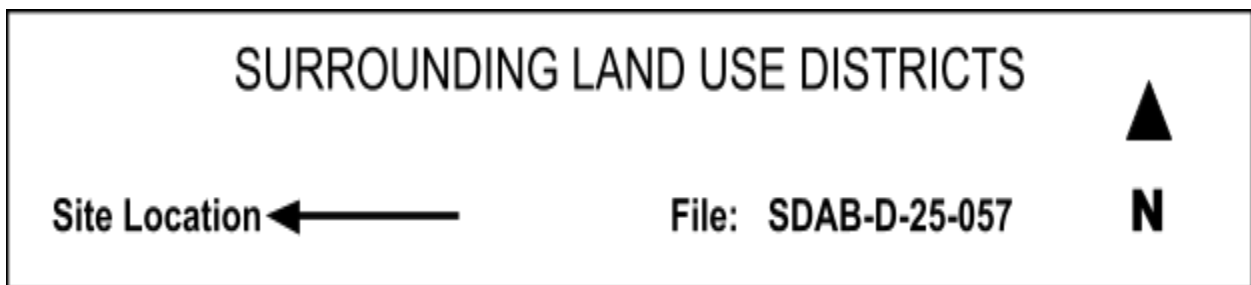 SURROUNDING LAND USE DISTRICTS
Site Location
File: SDAB-D-25-057
N